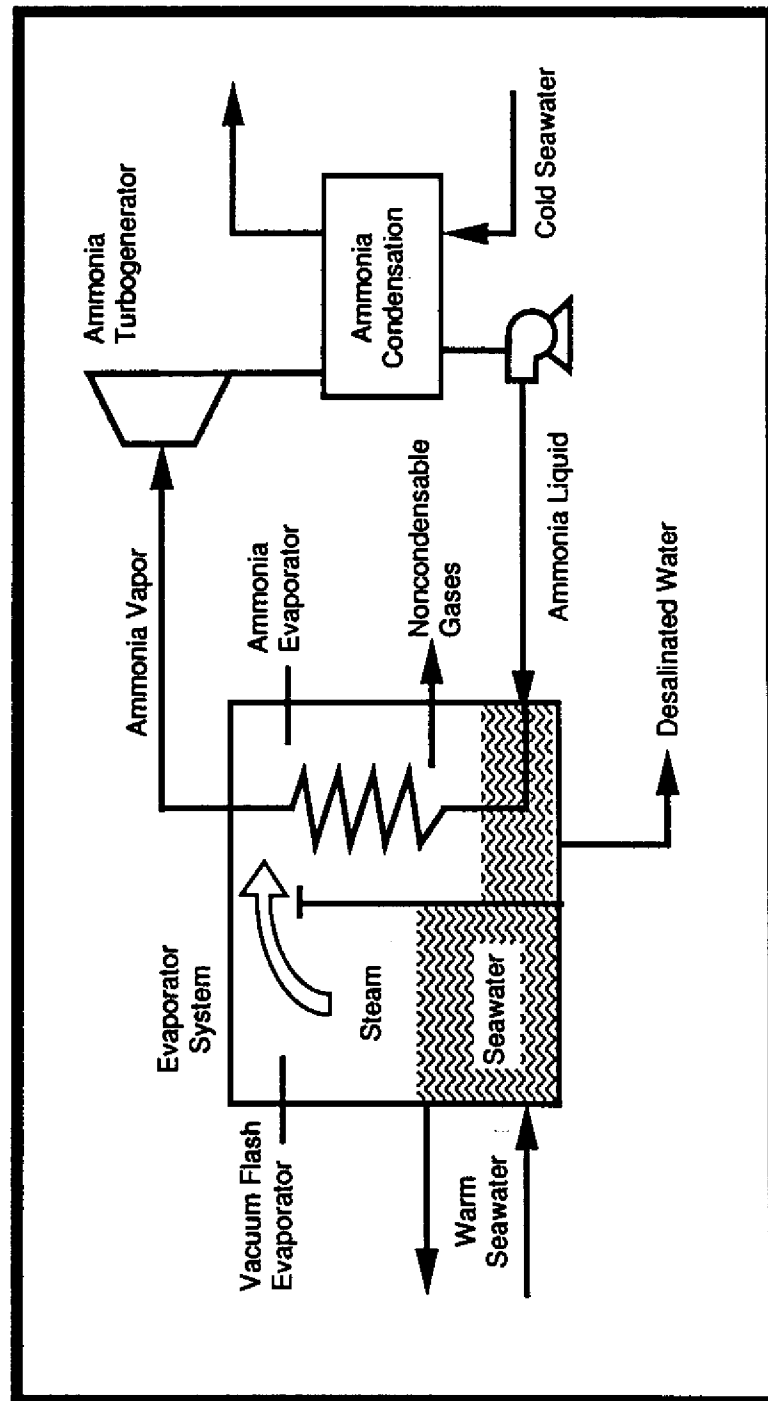 Evaporator
System
Vacuum Flash
Evaporator
Steam
Seawater
Warm
Seawater
Ammonia Vapor
Ammonia
Evaporator
Noncondensable
Gases
Ammonia Liquid
Desalinated Water
Ammonia
Turbogenerator
Ammonia
Condensation
Cold Seawater